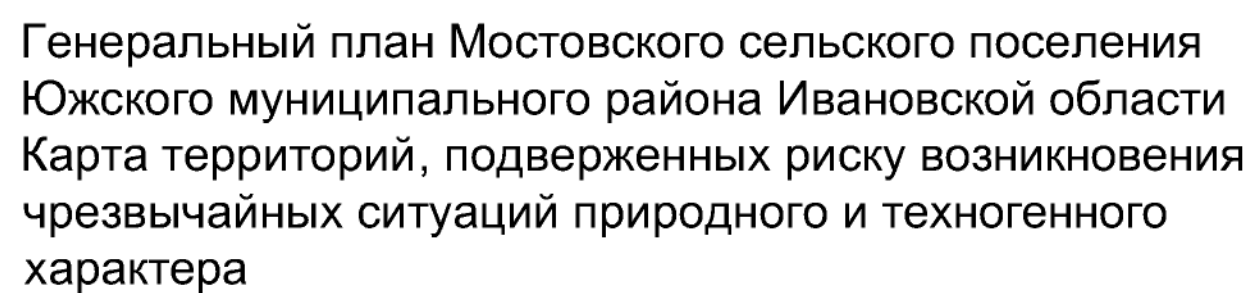 Генеральный план Мостовского сельского поселения
Южского муниципального района Ивановской области
Карта территорий, подверженных риску возникновения
чрезвычайных ситуаций природного и техногенного
характера